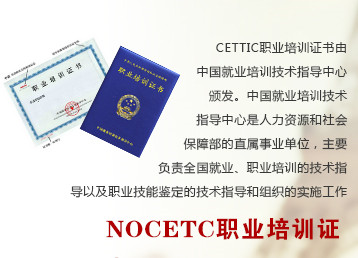 CETTIC职业培训证书由
中国就业培训技术指导中心
颁发。中国就业培训技术
指导中心是人力资源和社会
保障部的直属事业单位，主要
负责全国就业、职业培训的技术指
导以及职业技能鉴定的技术指导和组织的实施工作
职业培训证书
职业培训证书
NOCETC职业培训证